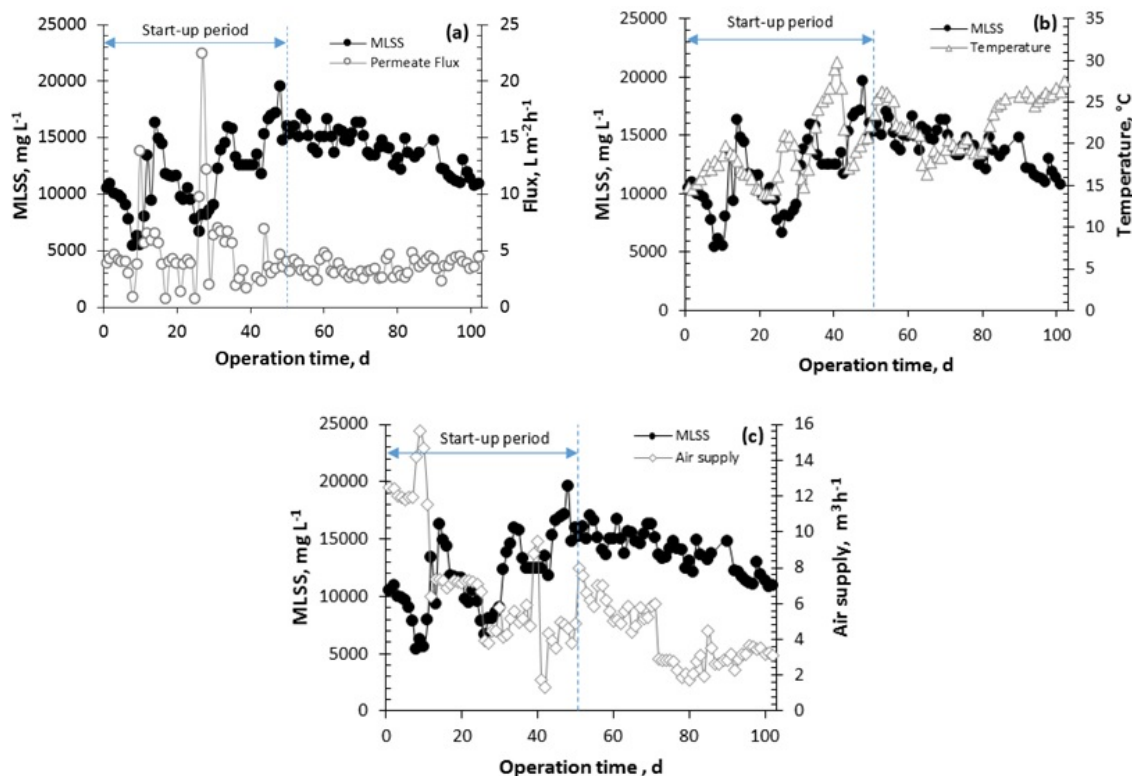 Start-up period
(a)
MLSS
Permeate Flux
MLSS, mg L-1
25000
20000
15000
10000
5000
0
25
20
15
10
5
0
Flux, L m-2h-1
0 20 40 60 80 100
Operation time, d
Start-up period
(b)
MLSS
Temperature
MLSS, mg L-1
25000
20000
15000
10000
5000
0
35
30
25
20
15
10
5
0
Temperature, °C
0 20 40 60 80 100
Operation time, d
Start-up period
(c)
MLSS
Air supply
MLSS, mg L-1
25000
20000
15000
10000
5000
0
16
14
12
10
8
6
4
2
0
Air supply, m3h-1
0 20 40 60 80 100
Operation time, d